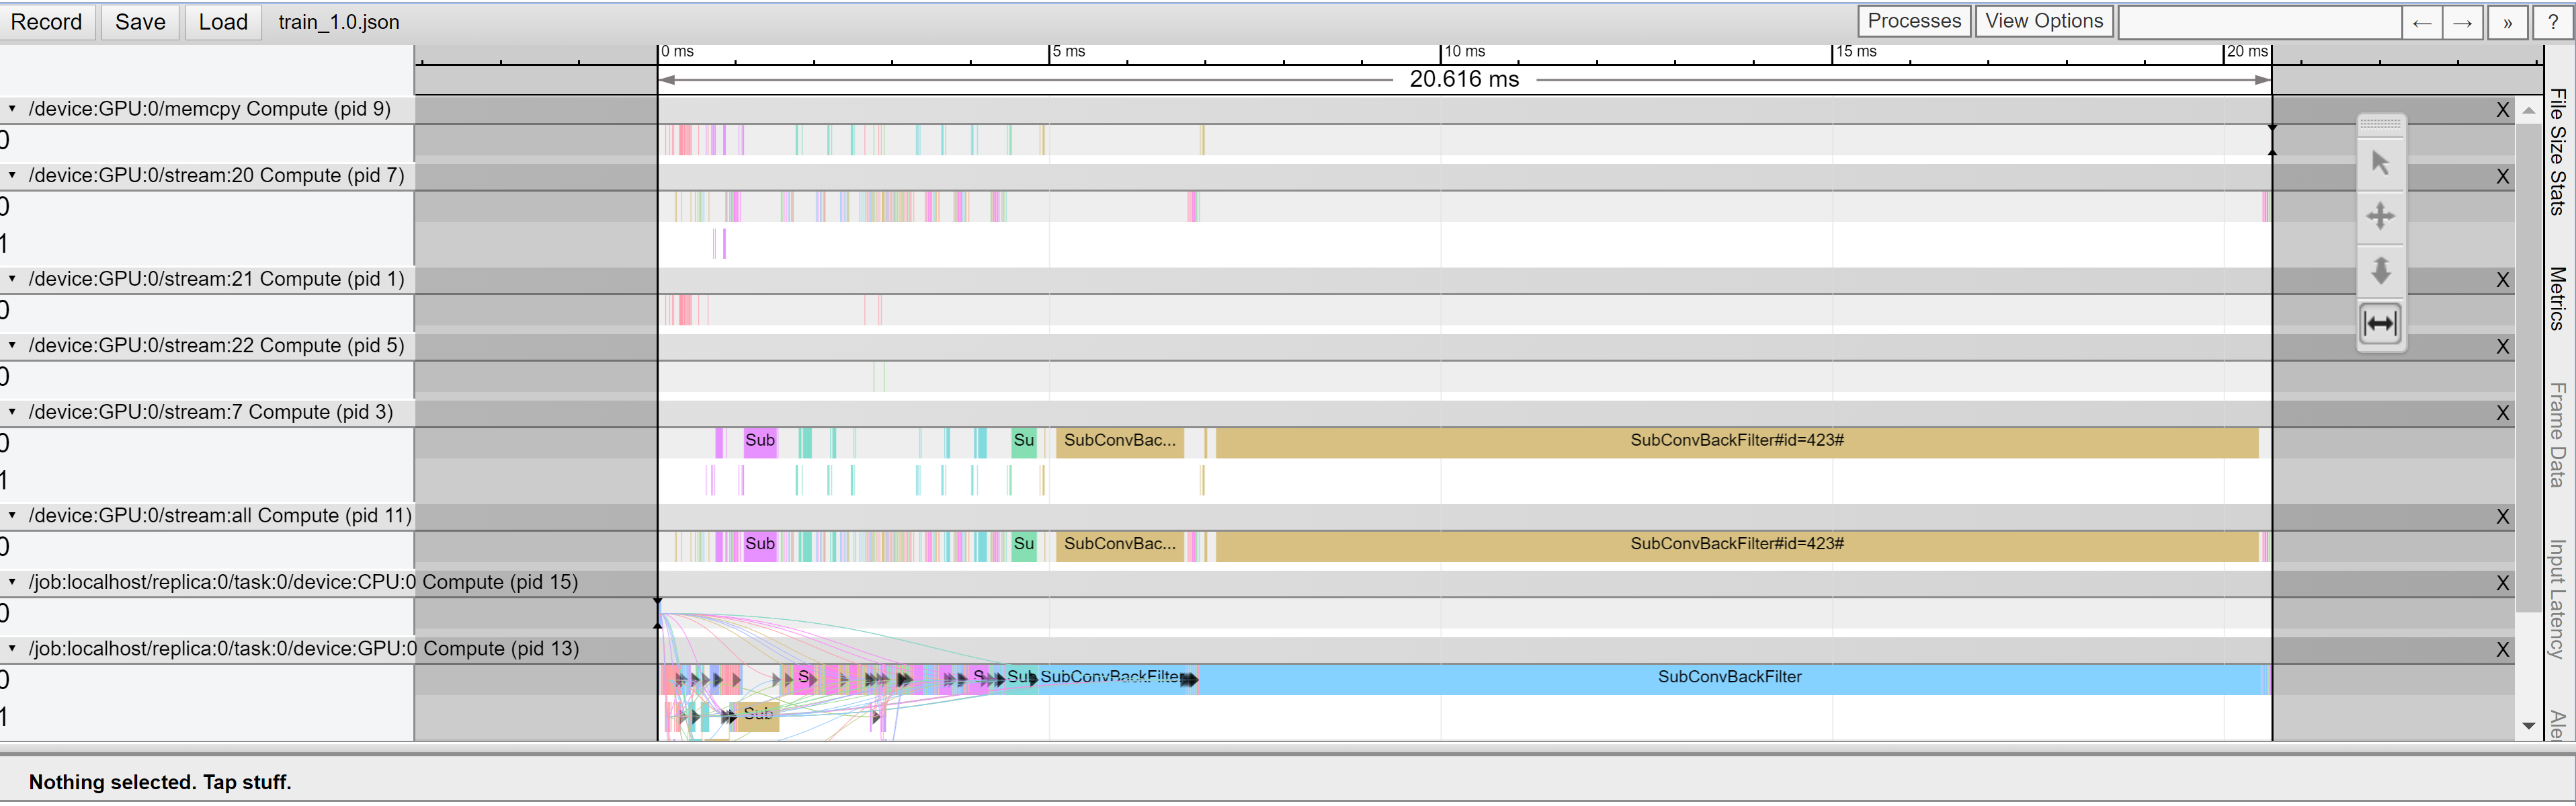 Record Save Load train_1.0.json Processes View Options ← → » ?
0 ms 5 ms 10 ms 15 ms 20 ms
20.616 ms
/device:GPU:0/memcpy Compute (pid 9) X
0
/device:GPU:0/stream:20 Compute (pid 7) X
0
1
/device:GPU:0/stream:21 Compute (pid 1) X
0
/device:GPU:0/stream:22 Compute (pid 5) X
0
/device:GPU:0/stream:7 Compute (pid 3) X
0 Sub Su SubConvBac... SubConvBackFilter#id=423#
1
/device:GPU:0/stream:all Compute (pid 11) X
0 Sub Su SubConvBac... SubConvBackFilter#id=423#
/job:localhost/replica:0/task:0/device:CPU:0 Compute (pid 15) X
0
/job:localhost/replica:0/task:0/device:GPU:0 Compute (pid 13) X
0 S S Sub SubConvBackFilter SubConvBackFilter
1 Sub
File Size Stats
Metrics
Frame Data
Input Latency
Ale
Nothing selected. Tap stuff.